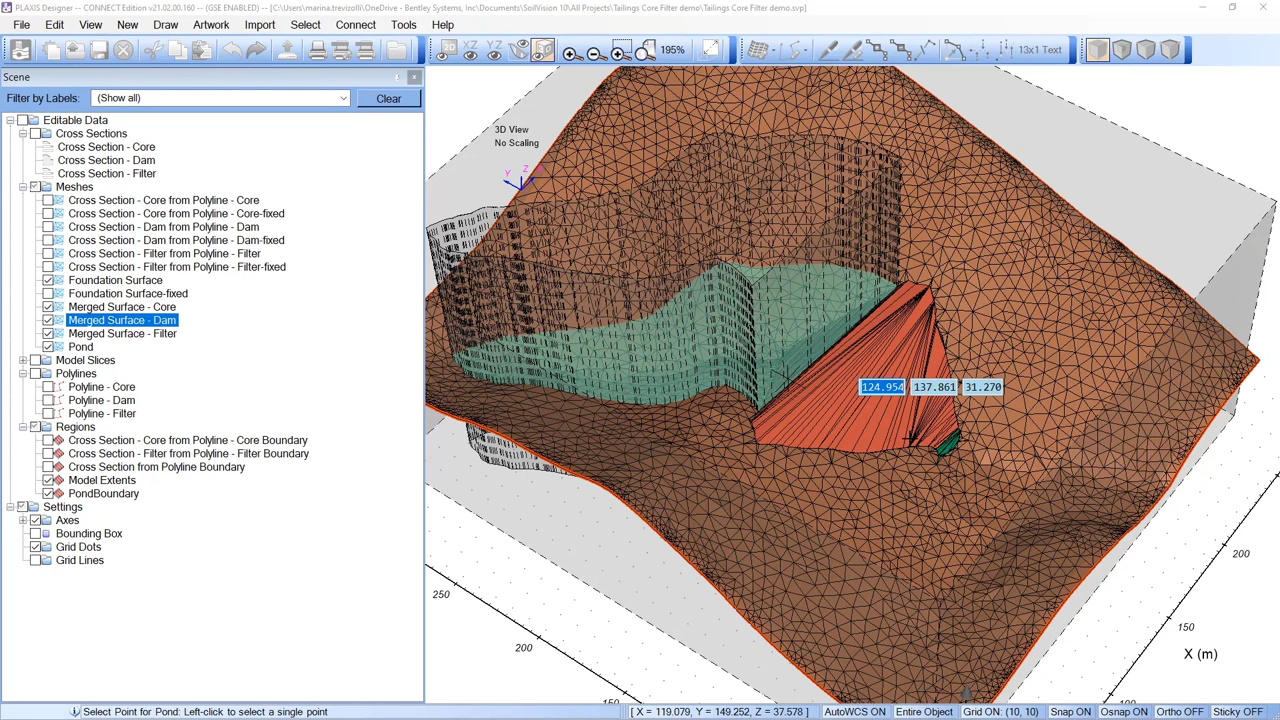 PLAXIS Designer -- CONNECT Edition -- v21.02.00.160 -- (GSE ENABLED) -- [C:\Users\marina.trevizolli\OneDrive - Bentley Systems, Inc\Documents\SoilVision 10\All Projects\Tailings Core Filter demo\Tailings Core Filter demo.svp]
File Edit View New Draw Artwork Import Select Connect Tools Help
2D XZ YZ 195% 13x1 Text
Scene
Filter by Labels: (Show all) Clear
Editable Data
Cross Sections
Cross Section - Core
Cross Section - Dam
Cross Section - Filter
Meshes
Cross Section - Core from Polyline - Core
Cross Section - Core from Polyline - Core-fixed
Cross Section - Dam from Polyline - Dam
Cross Section - Dam from Polyline - Dam-fixed
Cross Section - Filter from Polyline - Filter
Cross Section - Filter from Polyline - Filter-fixed
Foundation Surface
Foundation Surface-fixed
Merged Surface - Core
Merged Surface - Dam
Merged Surface - Filter
Pond
Model Slices
Polylines
Polyline - Core
Polyline - Dam
Polyline - Filter
Regions
Cross Section - Core from Polyline - Core Boundary
Cross Section - Filter from Polyline - Filter Boundary
Cross Section from Polyline Boundary
Model Extents
PondBoundary
Settings
Axes
Bounding Box
Grid Dots
Grid Lines
3D View
No Scaling
Y Z
124.954 137.861 31.270
250
200
150
200
150
X (m)
Select Point for Pond: Left-click to select a single point
[ X = 119.079, Y = 149.252, Z = 37.578 ] AutoWCS ON Entire Object Grid ON: (10, 10) Snap ON Osnap ON Ortho OFF Sticky OFF